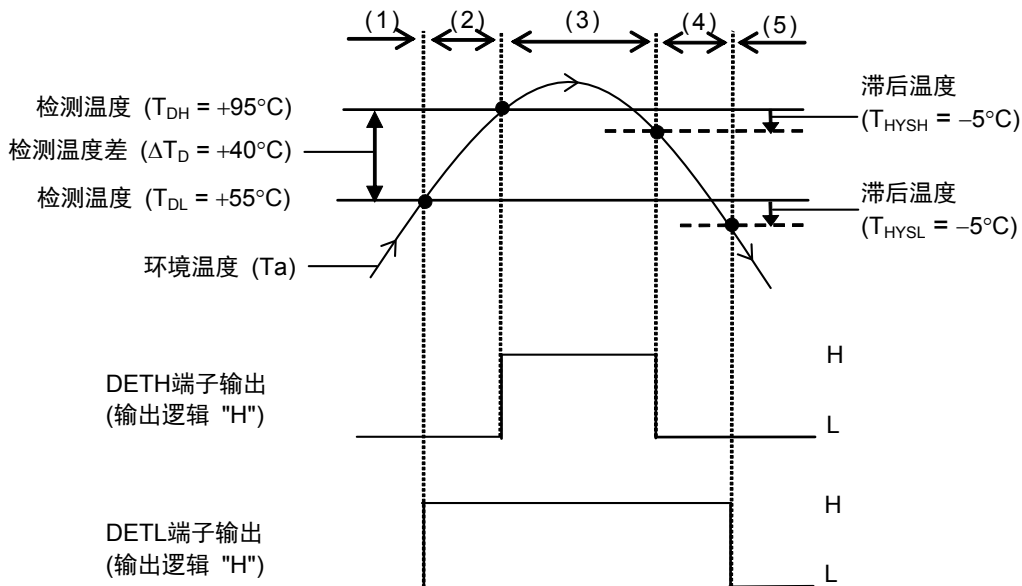 (1) (2) (3) (4) (5)
检测温度 (TDH = +95°C)
检测温度差 (ΔTD = +40°C)
检测温度 (TDL = +55°C)
环境温度 (Ta)
滞后温度
(THYSH = −5°C)
滞后温度
(THYSL = −5°C)
DETH端子输出
(输出逻辑 "H")
H
L
DETL端子输出
(输出逻辑 "H")
H
L